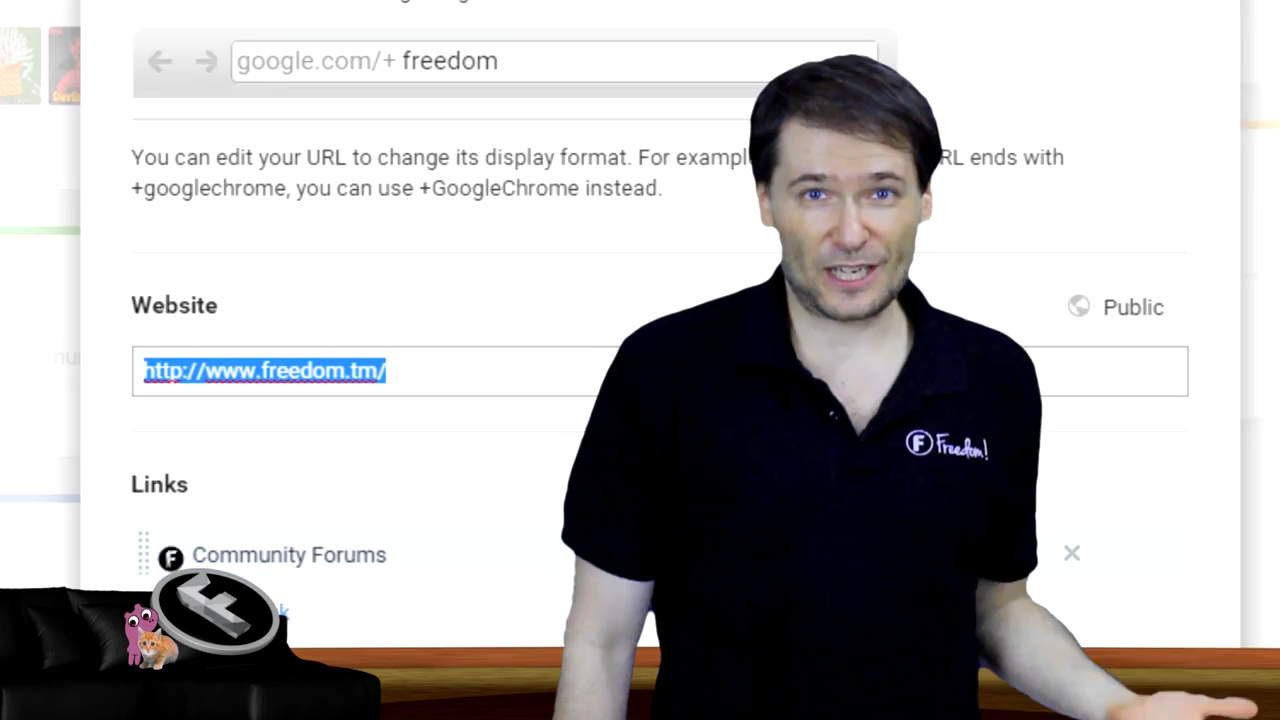 google.com/+ freedom
You can edit your URL to change its display format. For exampl RL ends with
+googlechrome, you can use +GoogleChrome instead.
Website
Public
http://www.freedom.tm/
F Freedom!
Links
F Community Forums
F
k